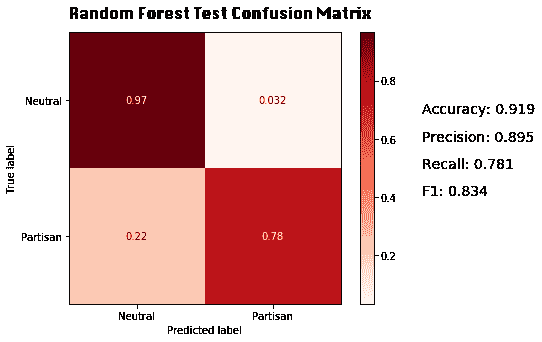 Random Forest Test Confusion Matrix
Neutral
0.97
0.032
Partisan
0.22
0.78
True label
Neutral
Partisan
Predicted label
0.8
0.6
0.4
0.2
Accuracy: 0.919
Precision: 0.895
Recall: 0.781
F1: 0.834